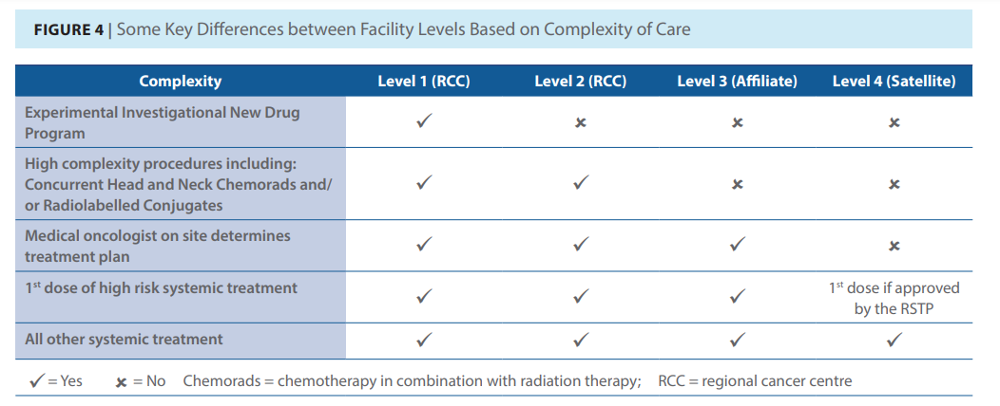 FIGURE 4 | Some Key Differences between Facility Levels Based on Complexity of Care
Complexity Level 1 (RCC) Level 2 (RCC) Level 3 (Affiliate) Level 4 (Satellite)
Experimental Investigational New Drug
Program ✓ ✗ ✗ ✗
High complexity procedures including:
Concurrent Head and Neck Chemorads and/
or Radiolabelled Conjugates ✓ ✓ ✗ ✗
Medical oncologist on site determines
treatment plan ✓ ✓ ✓ ✗
1st dose of high risk systemic treatment ✓ ✓ ✓ 1st dose if approved
by the RSTP
All other systemic treatment ✓ ✓ ✓ ✓
✓ = Yes ✗ = No Chemorads = chemotherapy in combination with radiation therapy; RCC = regional cancer centre